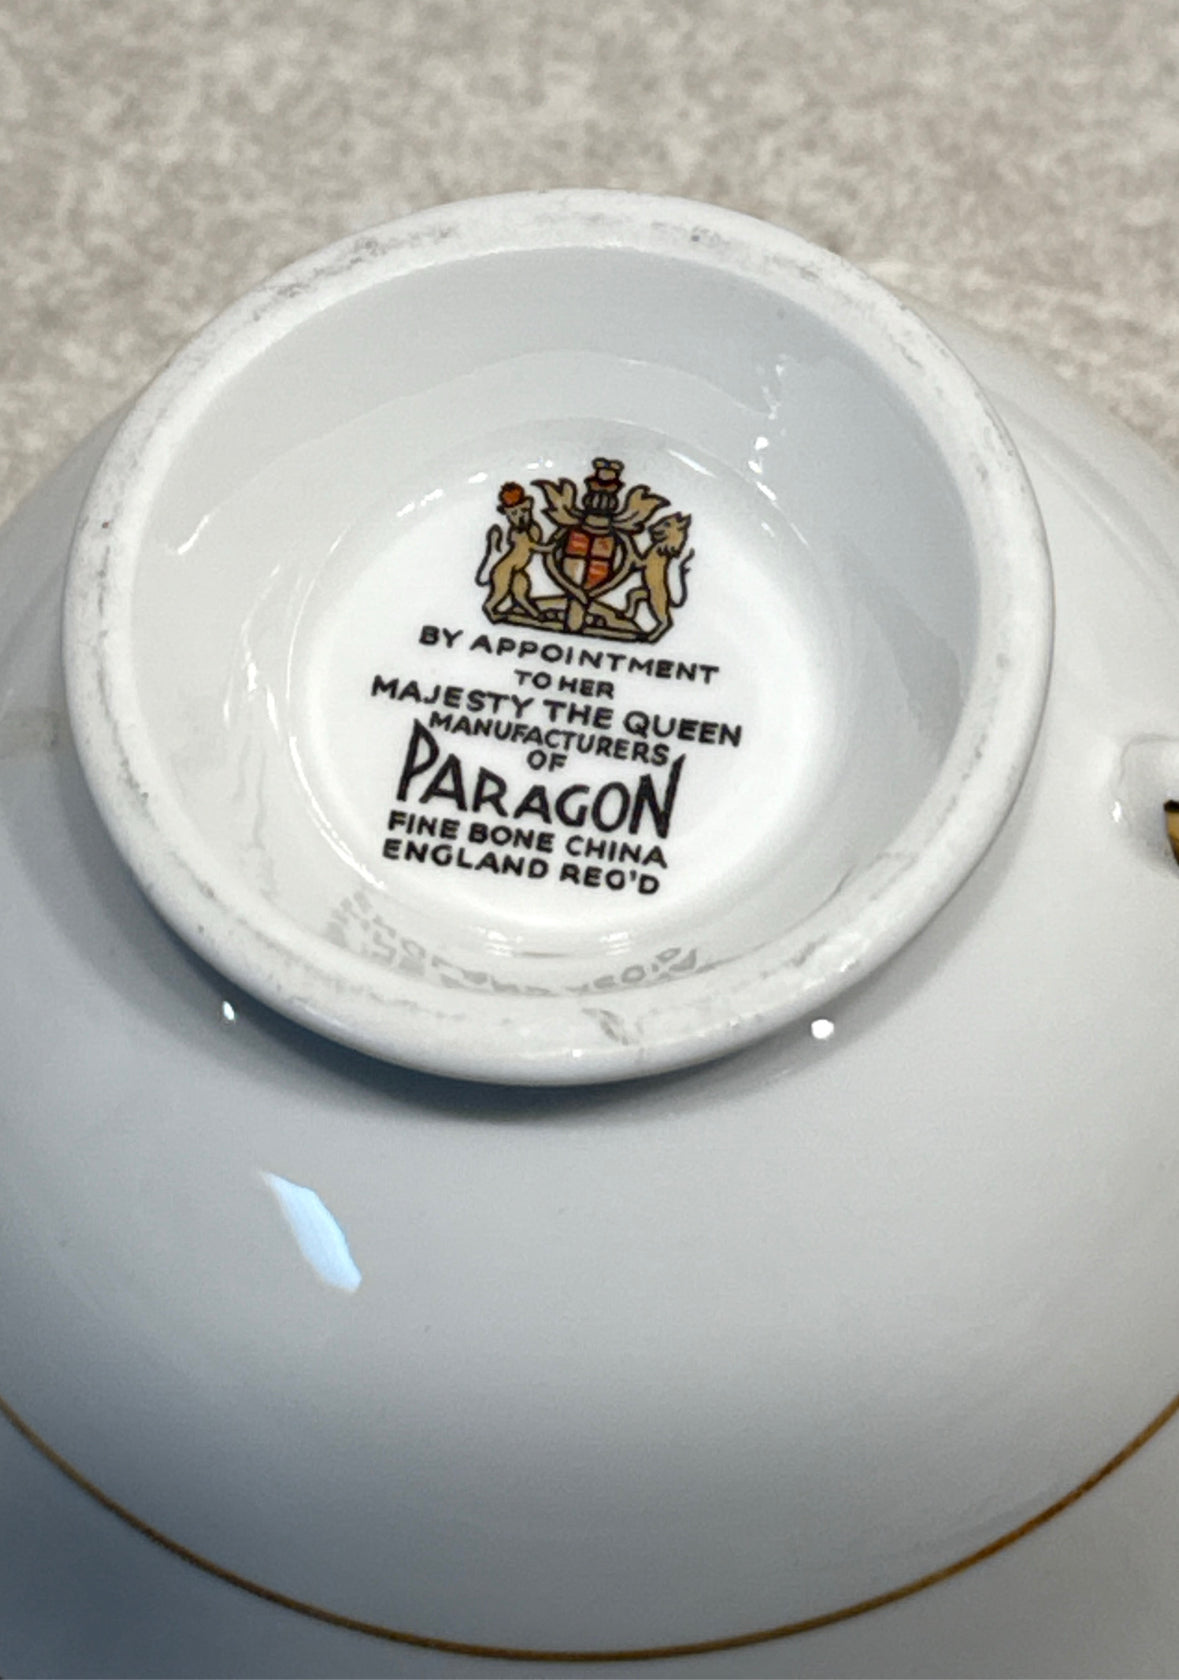 BY APPOINTMENT
TO HER
MAJESTY THE QUEEN
MANUFACTURERS
OF
PARAGON
FINE BONE CHINA
ENGLAND REG'D